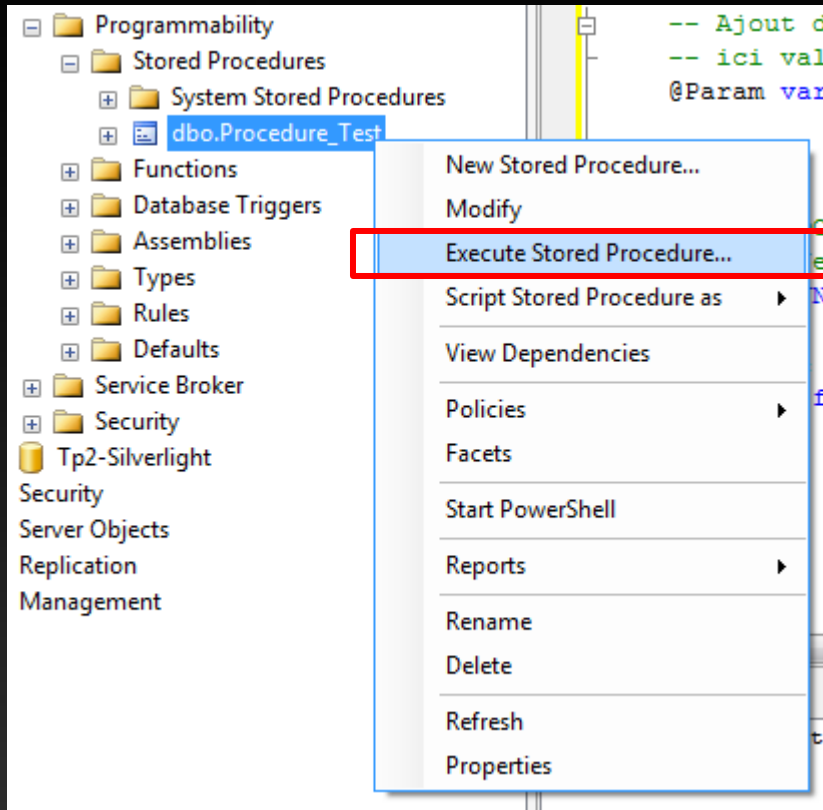 Programmability
Stored Procedures
System Stored Procedures
dbo.Procedure_Test
Functions
Database Triggers
Assemblies
Types
Rules
Defaults
Service Broker
Security
Tp2-Silverlight
Security
Server Objects
Replication
Management
-- Ajout
-- ici
@Param
New Stored Procedure...
Modify
Execute Stored Procedure...
Script Stored Procedure as
View Dependencies
Policies
Facets
Start PowerShell
Reports
Rename
Delete
Refresh
Properties